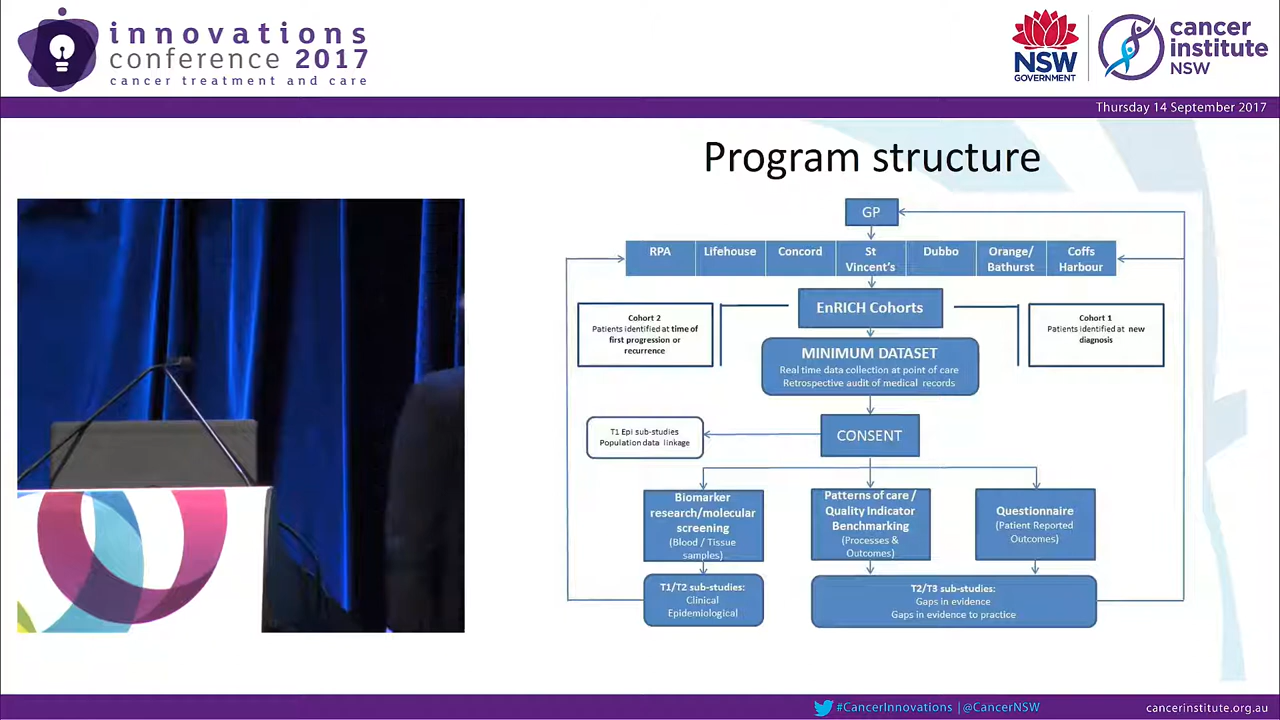 innovations
conference 2017
cancer treatment and care
NSW
GOVERNMENT
cancer
institute
NSW
Thursday 14 September 2017
Program structure
GP
RPA
Lifehouse
Concord
St
Vincent's
Dubbo
Orange/
Bathurst
Coffs
Harbour
EnRICH Cohorts
Cohort 2
Patients identified at time of
first progression or
recurrence
Cohort 1
Patients identified at new
diagnosis
MINIMUM DATASET
Real time data collection at point of care
Retrospective audit of medical records
T1 Epi sub-studies
Population data linkage
CONSENT
Biomarker
research/molecular
screening
(Blood / Tissue
samples)
Patterns of care /
Quality Indicator
Benchmarking
(Processes &
Outcomes)
Questionnaire
(Patient Reported
Outcomes)
T1/T2 sub-studies:
Clinical
Epidemiological
T2/T3 sub-studies:
Gaps in evidence
Gaps in evidence to practice
#CancerInnovations | @CancerNSW
cancerinstitute.org.au